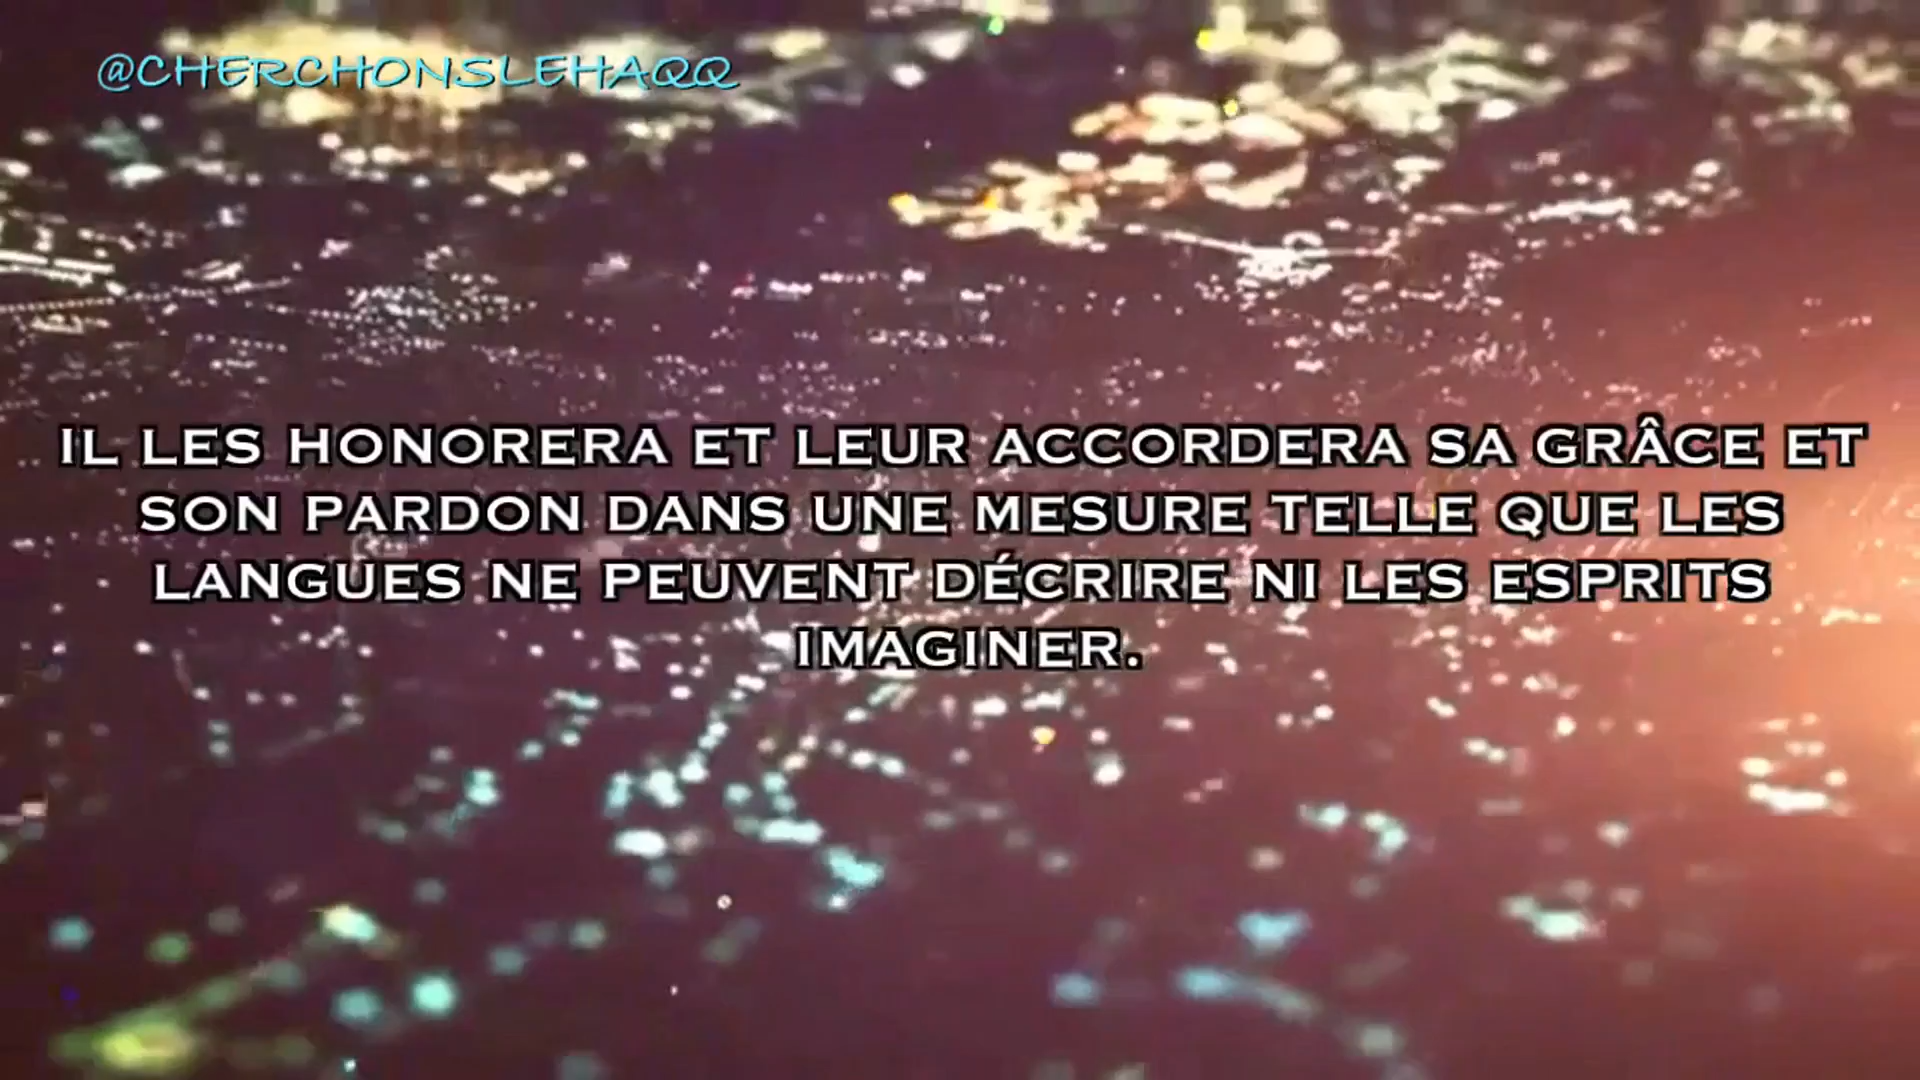 @CHERCHONSLEHAQQ
IL LES HONORERA ET LEUR ACCORDERA SA GRÂCE ET
SON PARDON DANS UNE MESURE TELLE QUE LES
LANGUES NE PEUVENT DÉCRIRE NI LES ESPRITS
IMAGINER.